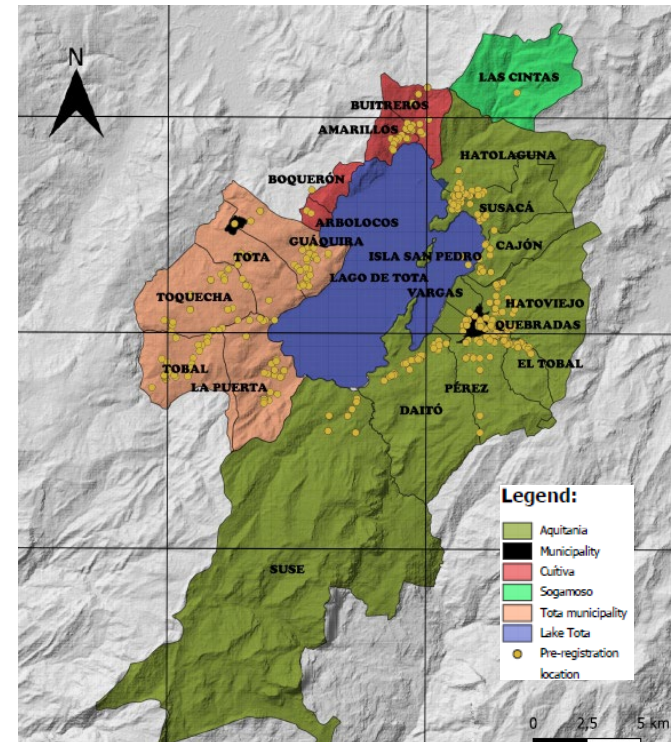 N
LAS CINTAS
BUITREROS
AMARILLOS
HATOLAGUNA
BOQUERÓN
SUSACÁ
ARBOLOCOS
GUÁQUIRA
CAJÓN
TOTA
ISLA SAN PEDRO
LAGO DE TOTA
VARGAS
TOQUECHA
HATOVIEJO
QUEBRADAS
TOBAL
EL TOBAL
LA PUERTA
PÉREZ
DAITÓ
SUSE
Legend:
Aquitania
Municipality
Cuítiva
Sogamoso
Tota municipality
Lake Tota
Pre-registration
location
0 2,5 5 km